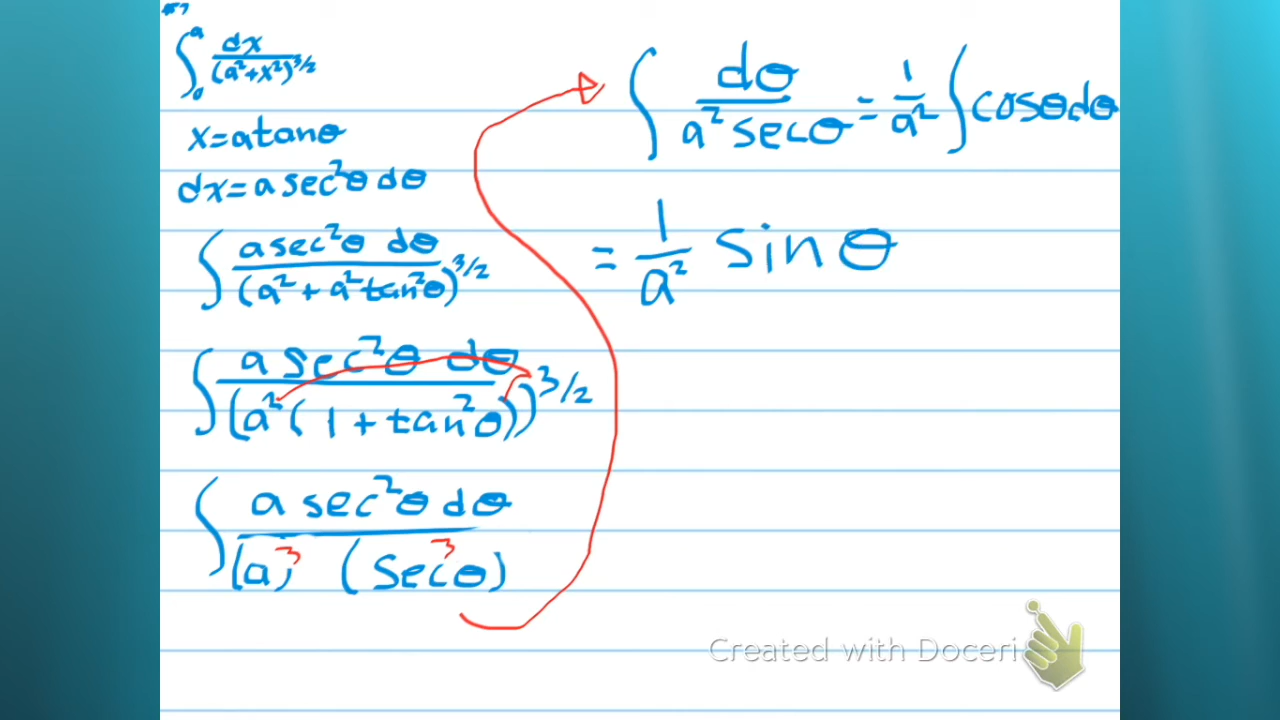 #7
∫₀ᵃ dx/(a²+x²)^3/2
x=atanθ
dx=a sec²θ dθ
∫ a sec²θ dθ/(a² + a²tan²θ)^3/2
∫ a sec²θ dθ/(a²(1+tan²θ))^3/2
∫ a sec²θ dθ/(a)³ (sec³θ)
∫ dθ/a² secθ = 1/a² ∫cosθdθ
= 1/a² sin θ
Created with Doceri